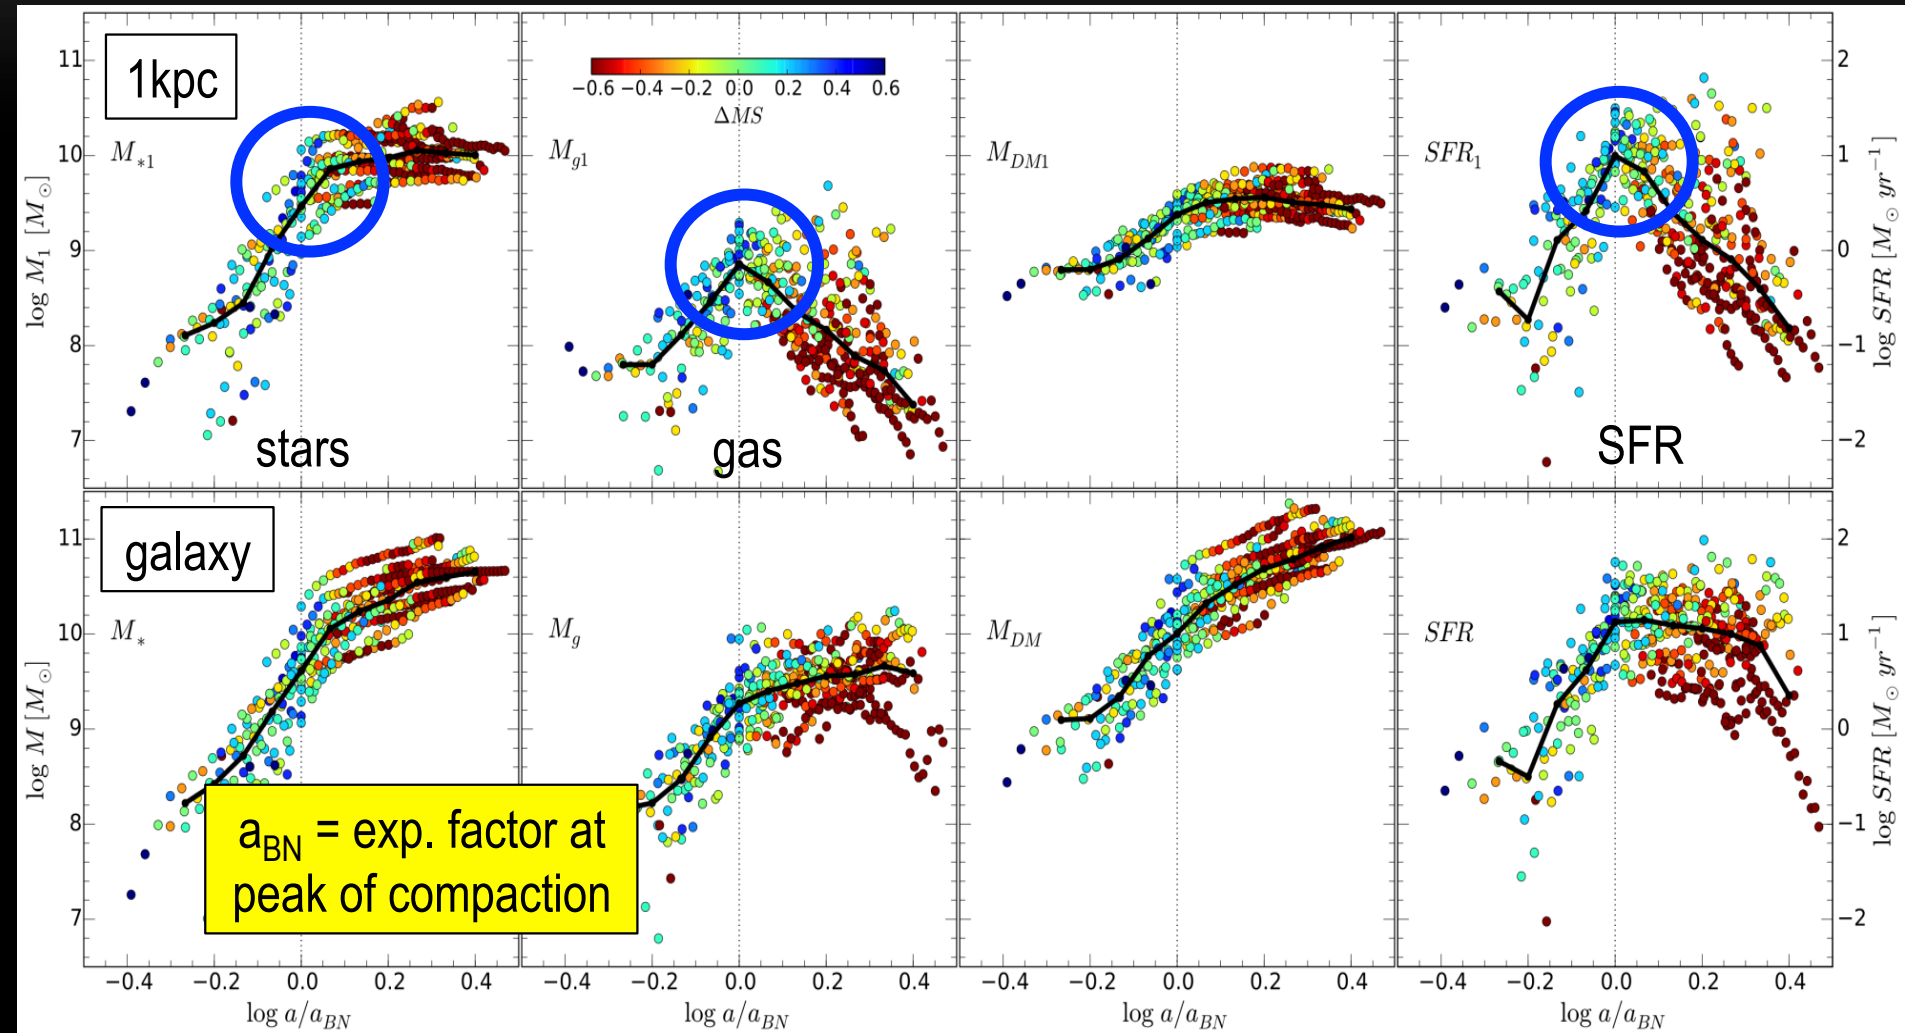 1kpc
M*1
stars
log M1 [M⊙]
11
10
9
8
7
−0.6 −0.4 −0.2 0.0 0.2 0.4 0.6
ΔMS
Mg1
gas
MDM1
SFR1
SFR
2
1
0
−1
−2
log SFR [M⊙ yr−1]
galaxy
M*
log M [M⊙]
11
10
9
8
7
Mg
MDM
SFR
2
1
0
−1
−2
log SFR [M⊙ yr−1]
aBN = exp. factor at
peak of compaction
−0.4 −0.2 0.0 0.2 0.4
−0.4 −0.2 0.0 0.2 0.4
−0.4 −0.2 0.0 0.2 0.4
−0.4 −0.2 0.0 0.2 0.4
log a/aBN
log a/aBN
log a/aBN
log a/aBN